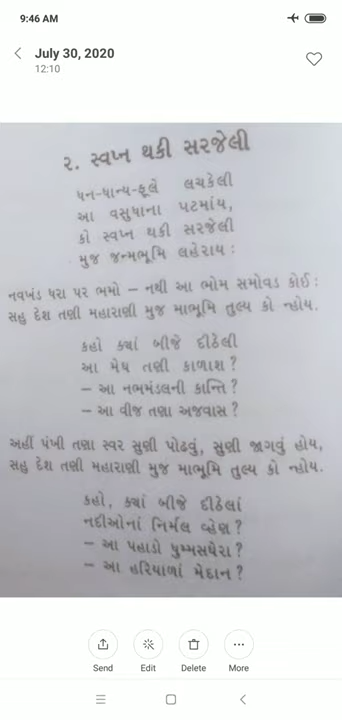 9:46 AM
July 30, 2020
12:10
૨. સ્વપ્ન થકી સરજેલી
ધન-ધાન્ય-ફૂલે લચકેલી
આ વસુધાના પટમાંય,
કો સ્વપ્ન થકી સરજેલી
મુજ જન્મભૂમિ લહેરાય :
નવખંડ ધરા પર ભમો – નથી આ ભોમ સમોવડ કોઈ :
સહુ દેશ તણી મહારાણી મુજ માભૂમિ તુલ્ય કો ન્હોય.
કહો ક્યાં બીજે દીઠેલી
આ મેઘ તણી કાળાશ ?
– આ નભમંડલની કાન્તિ ?
– આ વીજ તણા અજવાસ ?
અહીં પંખી તણા સ્વર સુણી પોઢવું, સુણી જાગવું હોય,
સહુ દેશ તણી મહારાણી મુજ માભૂમિ તુલ્ય કો ન્હોય.
કહો, ક્યાં બીજે દીઠેલાં
નદીઓનાં નિર્મલ વ્હેણ ?
– આ પહાડો ધુમ્મસઘેરા ?
– આ હરિયાળાં મેદાન ?
Send Edit Delete More